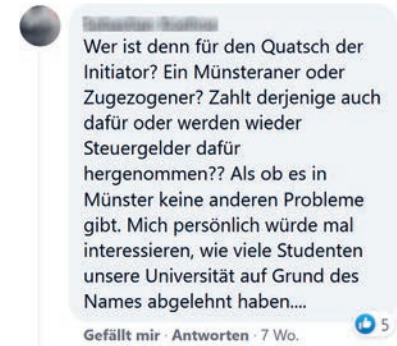 Wer ist denn für den Quatsch der
Initiator? Ein Münsteraner oder
Zugezogener? Zahlt derjenige auch
dafür oder werden wieder
Steuergelder dafür
hergenommen?? Als ob es in
Münster keine anderen Probleme
gibt. Mich persönlich würde mal
interessieren, wie viele Studenten
unsere Universität auf Grund des
Names abgelehnt haben....
5
Gefällt mir · Antworten · 7 Wo.